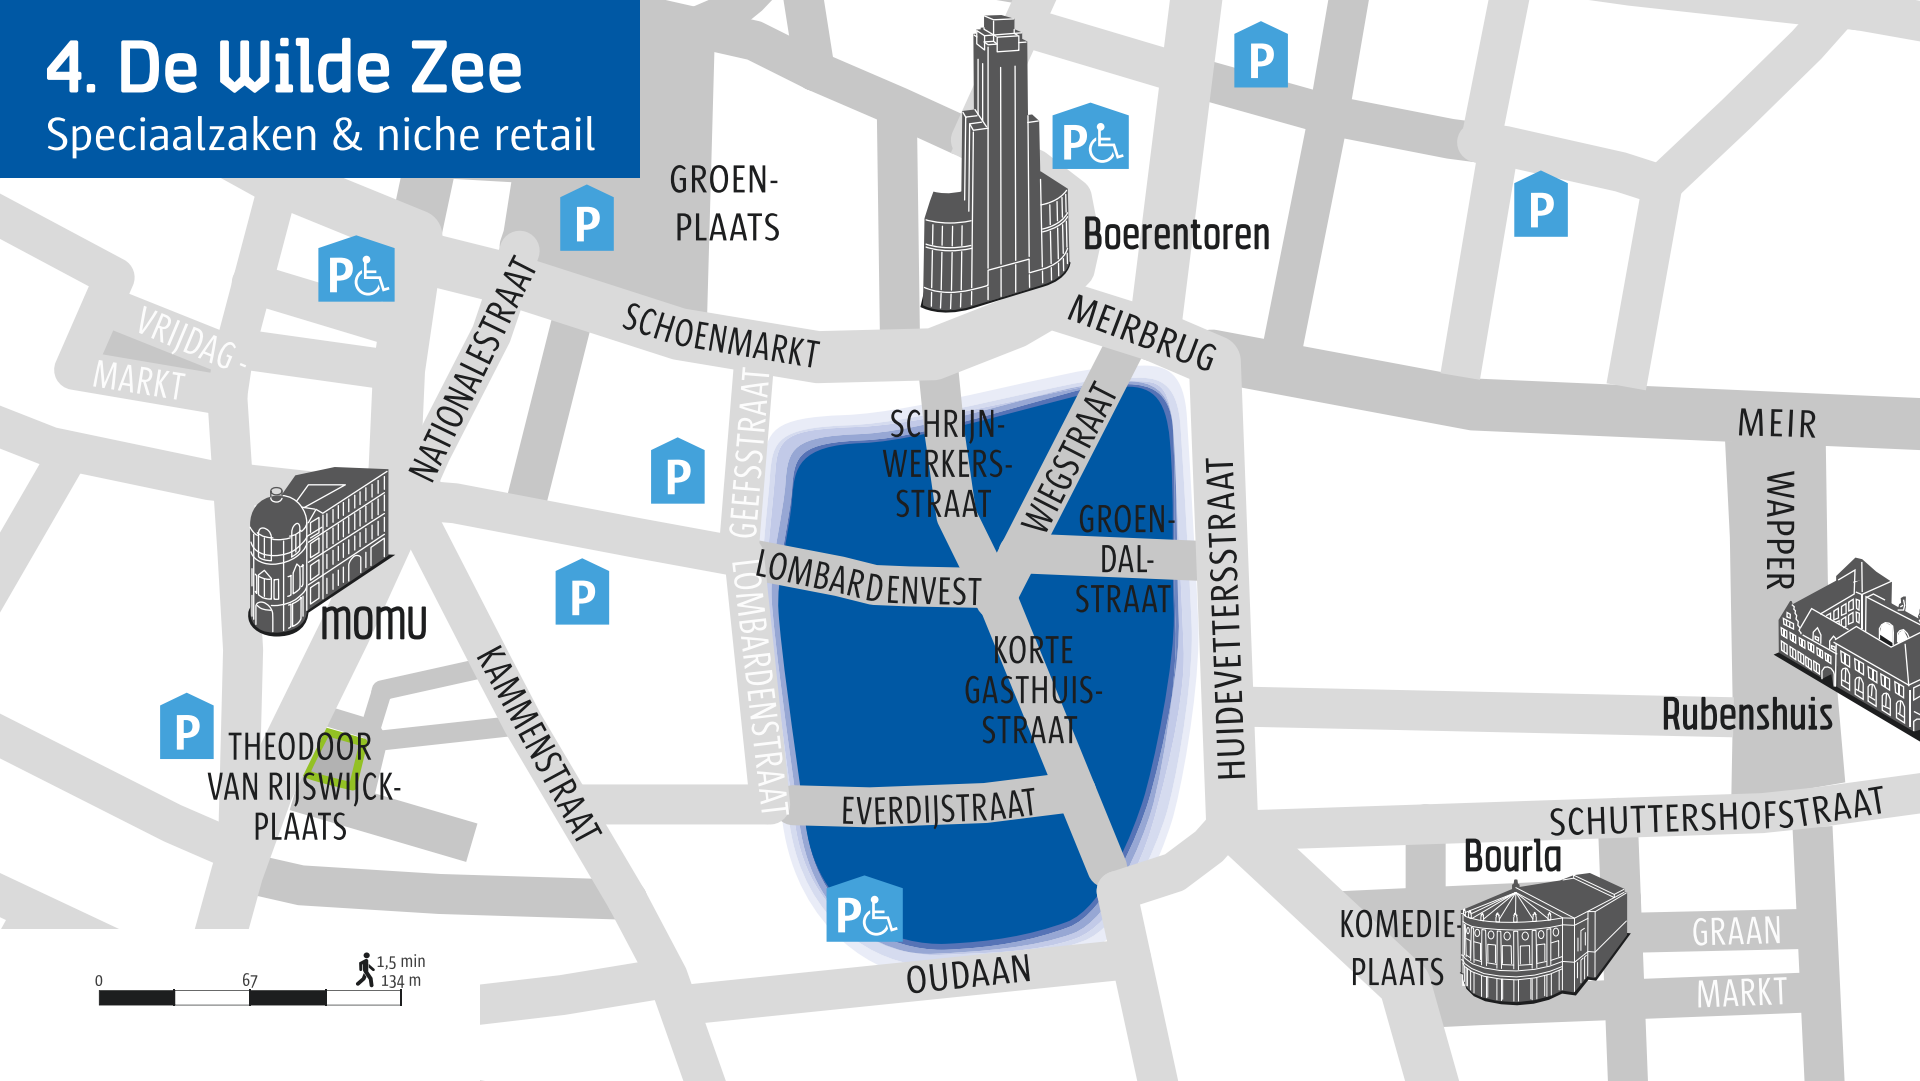 4. De Wilde Zee
Speciaalzaken & niche retail
P
P
P
P
P
P
P
P
P
P
GROEN-
PLAATS
Boerentoren
NATIONALESTRAAT
SCHOENMARKT
MEIRBRUG
VRIJDAG -
MARKT
GEEFSSTRAAT
SCHRIJN-
WERKERS-
STRAAT
WIEGSTRAAT
MEIR
WAPPER
GROEN-
DAL-
STRAAT
HUIDEVETTERSSTRAAT
LOMBARDENVEST
LOMBARDENSTRAAT
momu
KAMMENSTRAAT
KORTE
GASTHUIS-
STRAAT
Rubenshuis
THEODOOR
VAN RIJSWIJCK-
PLAATS
EVERDIJSTRAAT
SCHUTTERSHOFSTRAAT
Bourla
KOMEDIE-
PLAATS
GRAAN
MARKT
OUDAAN
0
67
1,5 min
134 m